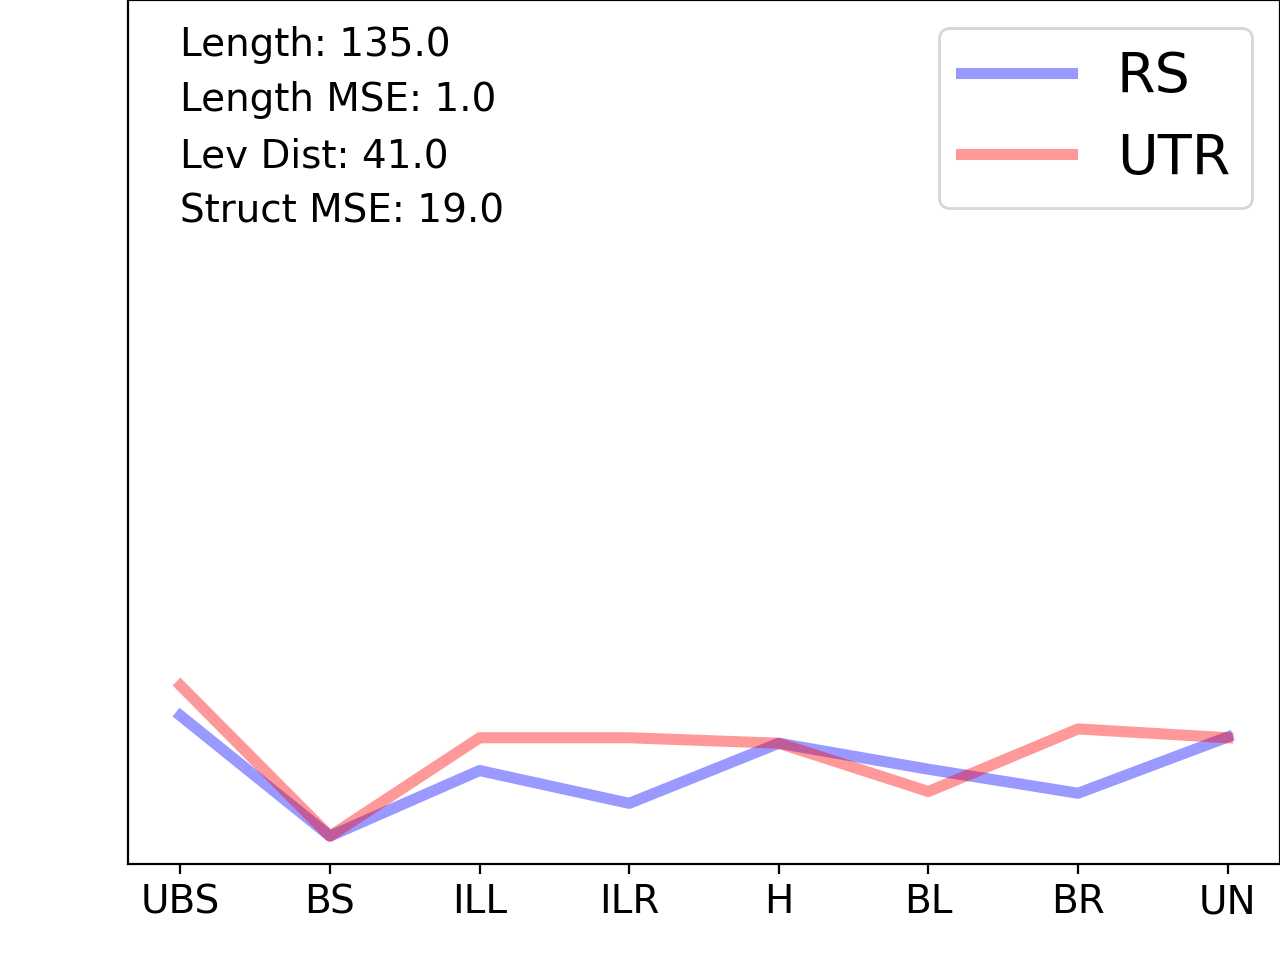 Length: 135.0
Length MSE: 1.0
Lev Dist: 41.0
Struct MSE: 19.0
RS
UTR
UBS BS ILL ILR H BL BR UN